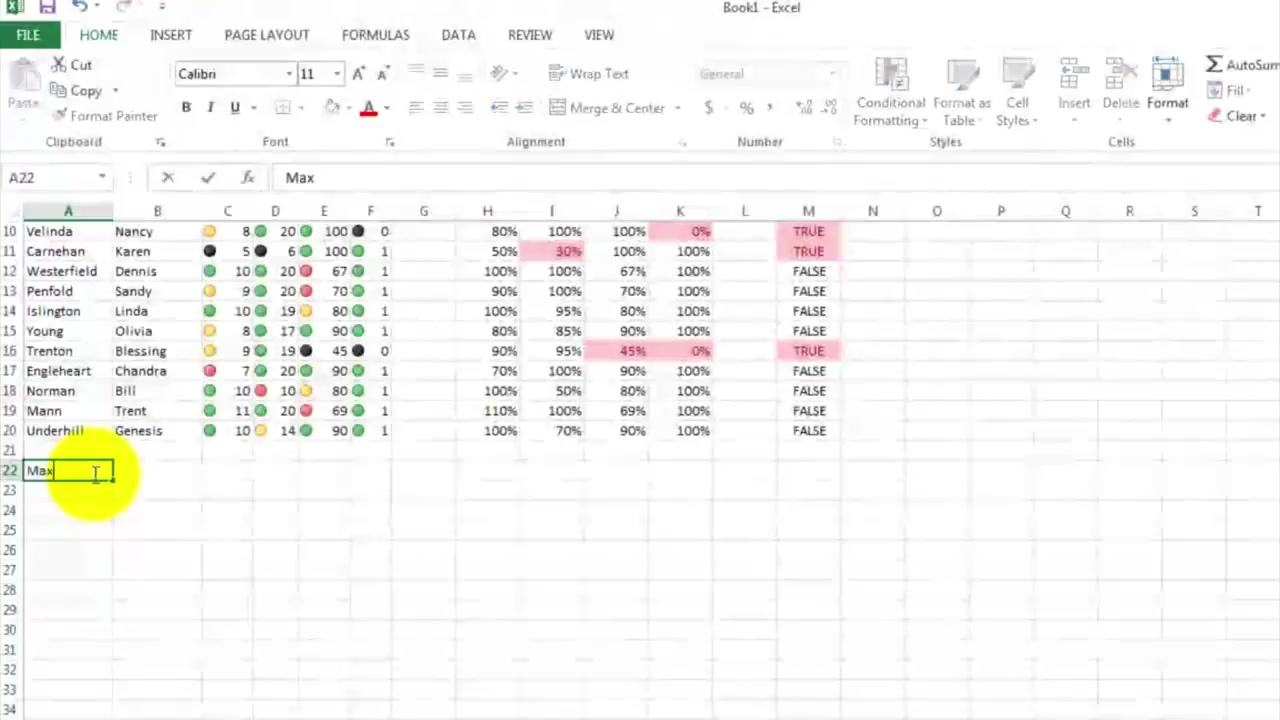 Book1 - Excel
FILE HOME INSERT PAGE LAYOUT FORMULAS DATA REVIEW VIEW
Cut
Copy
Format Painter
Paste
Calibri 11
B I U A
Wrap Text
Merge & Center
General
$ % ,
Conditional Formatting
Format as Table
Cell Styles
Insert Delete Format
AutoSum
Fill
Clear
Clipboard Font Alignment Number Styles Cells
A22 fx Max
A B C D E F G H I J K L M N O P Q R S T
10 Velinda Nancy 8 20 100 0 80% 100% 100% 0% TRUE
11 Carnehan Karen 5 6 100 1 50% 30% 100% 100% TRUE
12 Westerfield Dennis 10 20 67 1 100% 100% 67% 100% FALSE
13 Penfold Sandy 9 20 70 1 90% 100% 70% 100% FALSE
14 Islington Linda 10 19 80 1 100% 95% 80% 100% FALSE
15 Young Olivia 8 17 90 1 80% 85% 90% 100% FALSE
16 Trenton Blessing 9 19 45 0 90% 95% 45% 0% TRUE
17 Engleheart Chandra 7 20 90 1 70% 100% 90% 100% FALSE
18 Norman Bill 10 10 80 1 100% 50% 80% 100% FALSE
19 Mann Trent 11 20 69 1 110% 100% 69% 100% FALSE
20 Underhill Genesis 10 14 90 1 100% 70% 90% 100% FALSE
21
22 Max
23
24
25
26
27
28
29
30
31
32
33
34